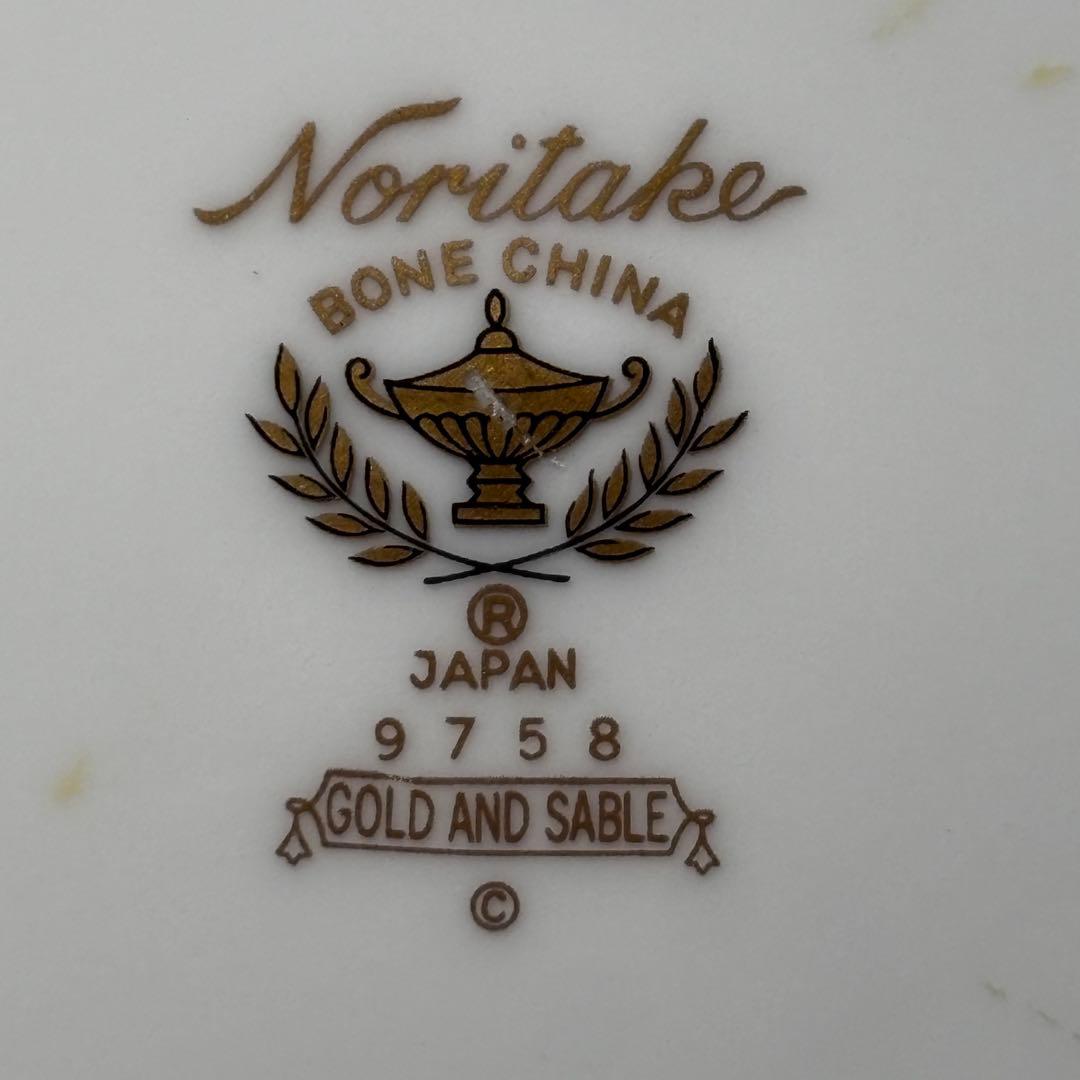 Noritake
BONE CHINA
®
JAPAN
9758
GOLD AND SABLE
©